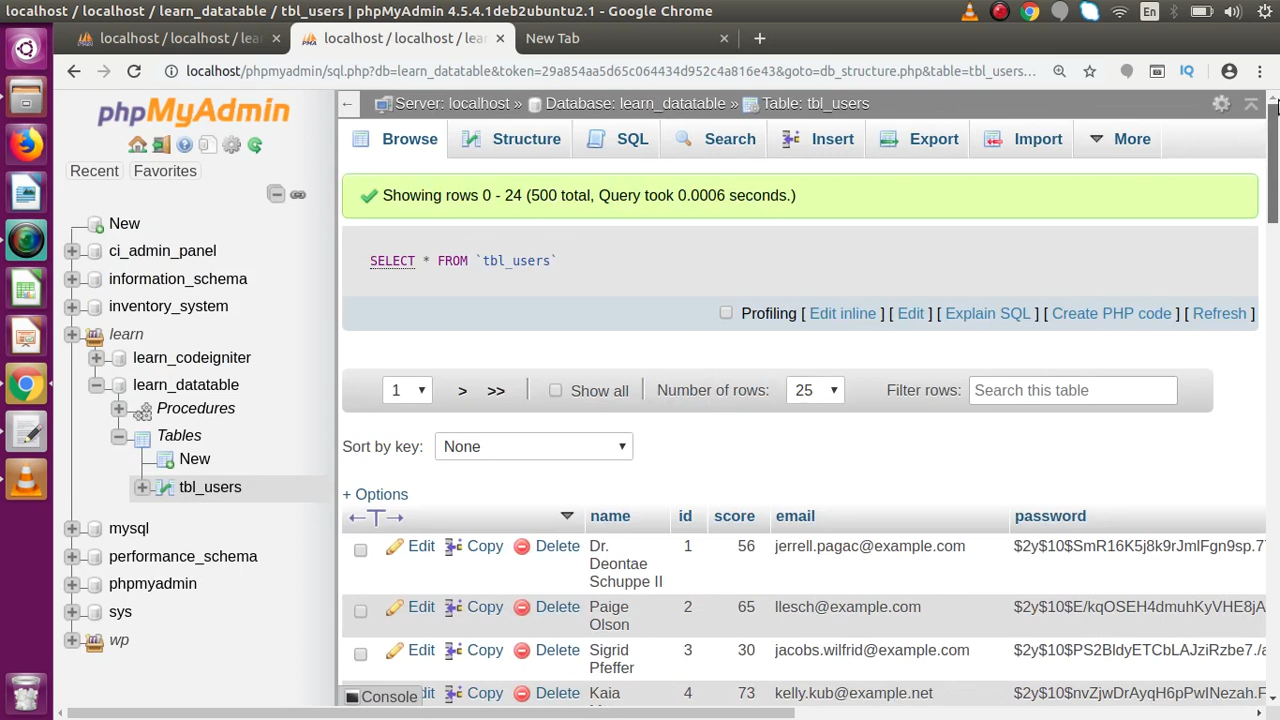 localhost / localhost / learn_datatable / tbl_users | phpMyAdmin 4.5.4.1deb2ubuntu2.1 - Google Chrome
En
localhost / localhost / lear
PMA localhost / localhost / lear
New Tab
localhost/phpmyadmin/sql.php?db=learn_datatable&token=29a854aa5d65c064434d952c4a816e43&goto=db_structure.php&table=tbl_users...
IQ
phpMyAdmin
Recent Favorites
New
ci_admin_panel
information_schema
inventory_system
learn
learn_codeigniter
learn_datatable
Procedures
Tables
New
tbl_users
mysql
performance_schema
phpmyadmin
sys
wp
Server: localhost » Database: learn_datatable » Table: tbl_users
Browse Structure SQL Search Insert Export Import More
Showing rows 0 - 24 (500 total, Query took 0.0006 seconds.)
SELECT * FROM `tbl_users`
Profiling [ Edit inline ] [ Edit ] [ Explain SQL ] [ Create PHP code ] [ Refresh ]
1 > >> Show all Number of rows: 25 Filter rows: Search this table
Sort by key: None
+ Options
name id score email password
Edit Copy Delete Dr. 1 56 jerrell.pagac@example.com $2y$10$SmR16K5j8k9rJmlFgn9sp.7
Deontae
Schuppe II
Edit Copy Delete Paige 2 65 llesch@example.com $2y$10$E/kqOSEH4dmuhKyVHE8jA
Olson
Edit Copy Delete Sigrid 3 30 jacobs.wilfrid@example.com $2y$10$PS2BldyETCbLAJziRzbe7./
Pfeffer
Edit Copy Delete Kaia 4 73 keily.kub@example.net $2y$10$nvZjwDrAyqH6pPwINezah.F
Console